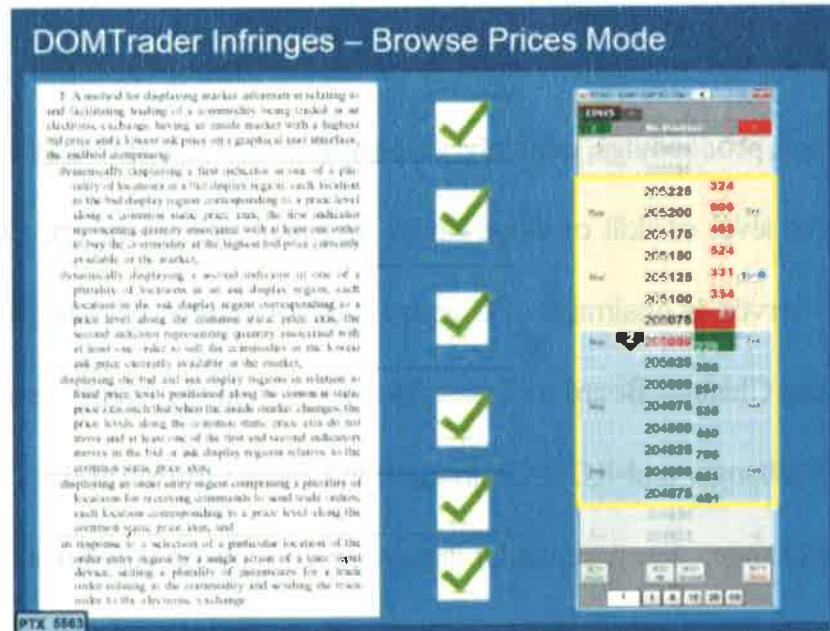 DOMTrader Infringes – Browse Prices Mode
1 A method for displaying market information relating to
and facilitating trading of a commodity being traded in an
electronic exchange having an inside market with a highest
bid price and a lowest ask price on a graphical user interface,
the method comprising:
dynamically displaying a first indicator in one of a plu-
rality of locations in a bid display region, each location
in the bid display region corresponding to a price level
along a common static price axis, the first indicator
representing quantity associated with at least one order
to buy the commodity at the highest bid price currently
available in the market;
dynamically displaying a second indicator in one of a
plurality of locations in an ask display region, each
location in the ask display region corresponding to a
price level along the common static price axis, the
second indicator representing quantity associated with
at least one order to sell the commodity at the lowest
ask price currently available in the market;
displaying the bid and ask display regions in relation to
fixed price levels positioned along the common static
price axis such that when the inside market changes, the
price levels along the common static price axis do not
move and at least one of the first and second indicators
moves in the bid or ask display regions relative to the
common static price axis;
displaying an order entry region comprising a plurality of
locations for receiving commands to send trade orders,
each location corresponding to a price level along the
common static price axis; and
in response to a selection of a particular location of the
order entry region by a single action of a user input
device, setting a plurality of parameters for a trade
order relating to the commodity and sending the trade
order to the electronic exchange.
No Position
205225 324
205200
205175
205150 524
205125 331
205100 354
205075
2
205025
204975
204925
204875
PTX 5563